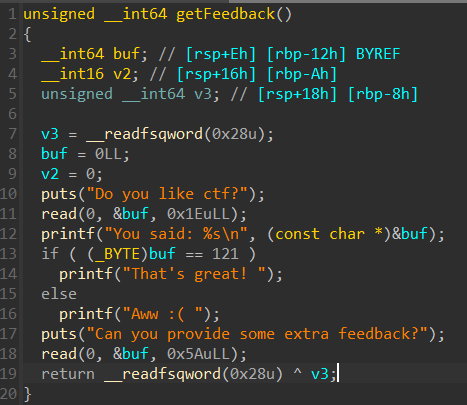 1 unsigned __int64 getFeedback()
2 {
3 __int64 buf; // [rsp+Eh] [rbp-12h] BYREF
4 __int16 v2; // [rsp+16h] [rbp-Ah]
5 unsigned __int64 v3; // [rsp+18h] [rbp-8h]
6
7 v3 = __readfsqword(0x28u);
8 buf = 0LL;
9 v2 = 0;
10 puts("Do you like ctf?");
11 read(0, &buf, 0x1EuLL);
12 printf("You said: %s\n", (const char *)&buf);
13 if ( (_BYTE)buf == 121 )
14 printf("That's great! ");
15 else
16 printf("Aww :( ");
17 puts("Can you provide some extra feedback?");
18 read(0, &buf, 0x5AuLL);
19 return __readfsqword(0x28u) ^ v3;
20 }